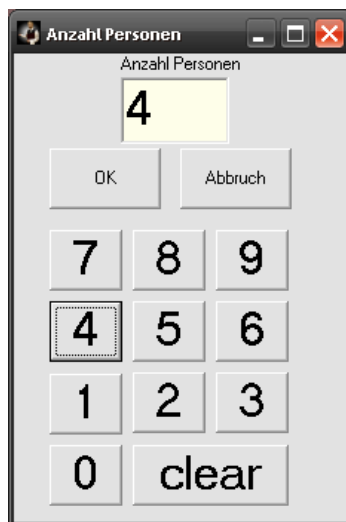 Anzahl Personen
Anzahl Personen
4
OK Abbruch
7 8 9
4 5 6
1 2 3
0 clear